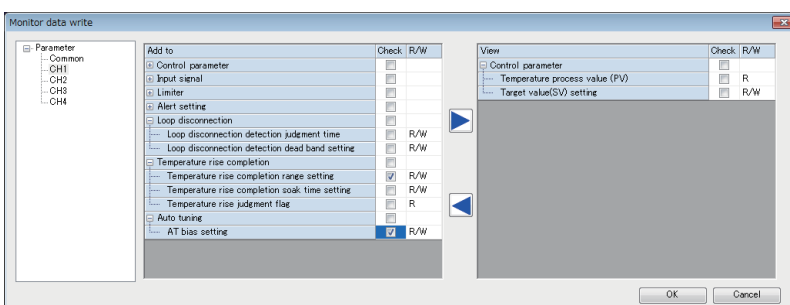 Monitor data write
Parameter
Common
CH1
CH2
CH3
CH4
Add to Check R/W
Control parameter
Input signal
Limiter
Alert setting
Loop disconnection
Loop disconnection detection judgment time R/W
Loop disconnection detection dead band setting R/W
Temperature rise completion
Temperature rise completion range setting R/W
Temperature rise completion soak time setting R/W
Temperature rise judgment flag R
Auto tuning
AT bias setting R/W
View Check R/W
Control parameter
Temperature process value (PV) R
Target value(SV) setting R/W
OK Cancel